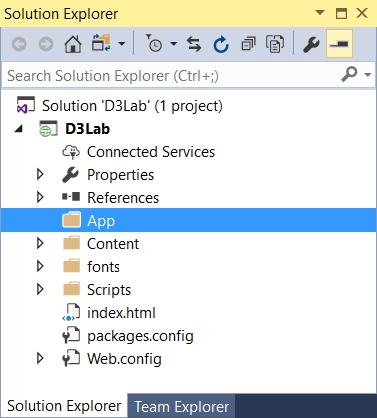 Solution Explorer
Search Solution Explorer (Ctrl+;)
Solution 'D3Lab' (1 project)
D3Lab
Connected Services
Properties
References
App
Content
fonts
Scripts
index.html
packages.config
Web.config
Solution Explorer Team Explorer